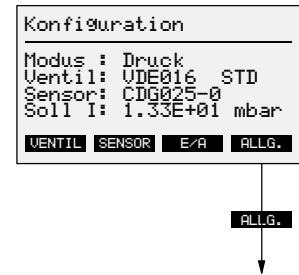 Konfiguration
Modus : Druck
Ventil: VDE016 STD
Sensor: CDG025-0
Soll I: 1.33E+01 mbar
VENTIL SENSOR E/A ALLG.
ALLG.